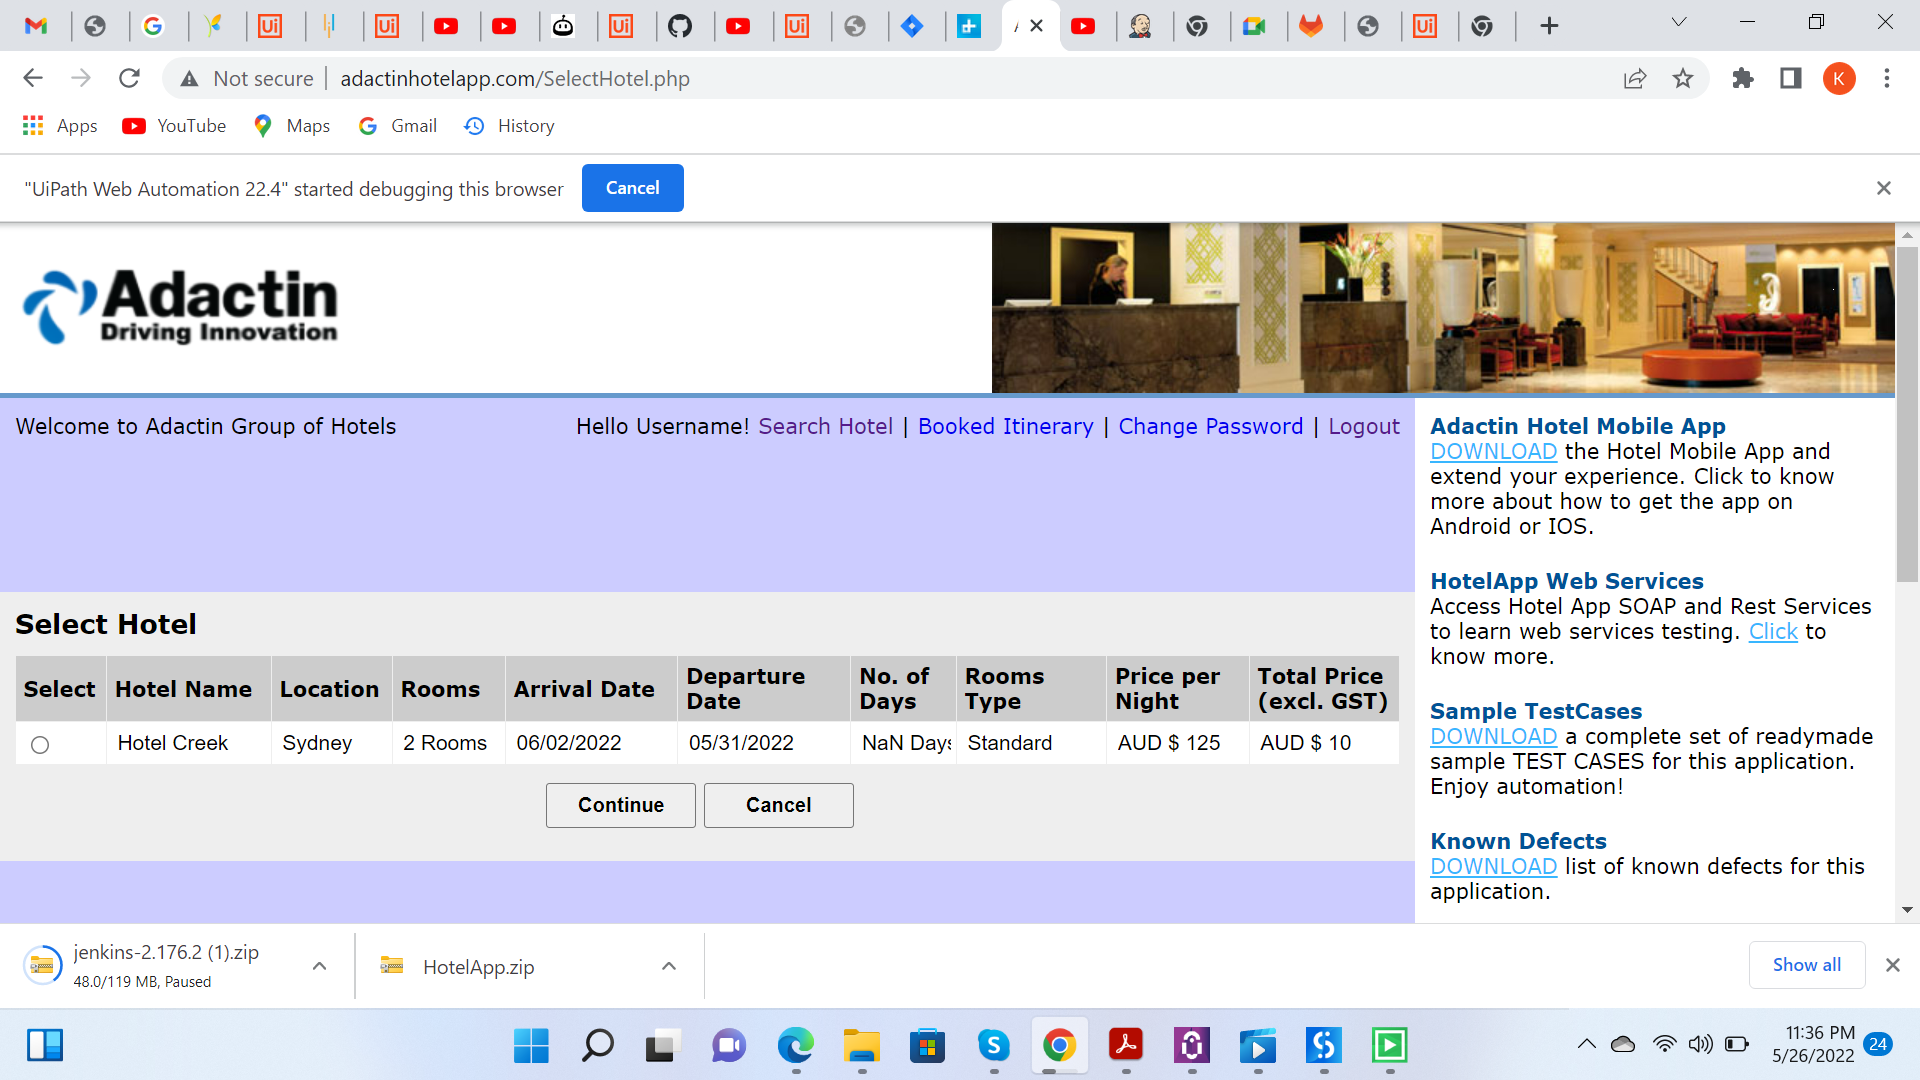 Not secure
adactinhotelapp.com/SelectHotel.php
K
Apps
YouTube
Maps
Gmail
History
"UiPath Web Automation 22.4" started debugging this browser
Cancel
Adactin
Driving Innovation
Welcome to Adactin Group of Hotels
Hello Username! Search Hotel | Booked Itinerary | Change Password | Logout
Select Hotel
Select Hotel Name Location Rooms Arrival Date Departure Date No. of Days Rooms Type Price per Night Total Price (excl. GST)
Hotel Creek Sydney 2 Rooms 06/02/2022 05/31/2022 NaN Days Standard AUD $ 125 AUD $ 10
Continue
Cancel
Adactin Hotel Mobile App
DOWNLOAD the Hotel Mobile App and
extend your experience. Click to know
more about how to get the app on
Android or IOS.
HotelApp Web Services
Access Hotel App SOAP and Rest Services
to learn web services testing. Click to
know more.
Sample TestCases
DOWNLOAD a complete set of readymade
sample TEST CASES for this application.
Enjoy automation!
Known Defects
DOWNLOAD list of known defects for this
application.
jenkins-2.176.2 (1).zip
48.0/119 MB, Paused
HotelApp.zip
Show all
11:36 PM
5/26/2022
24